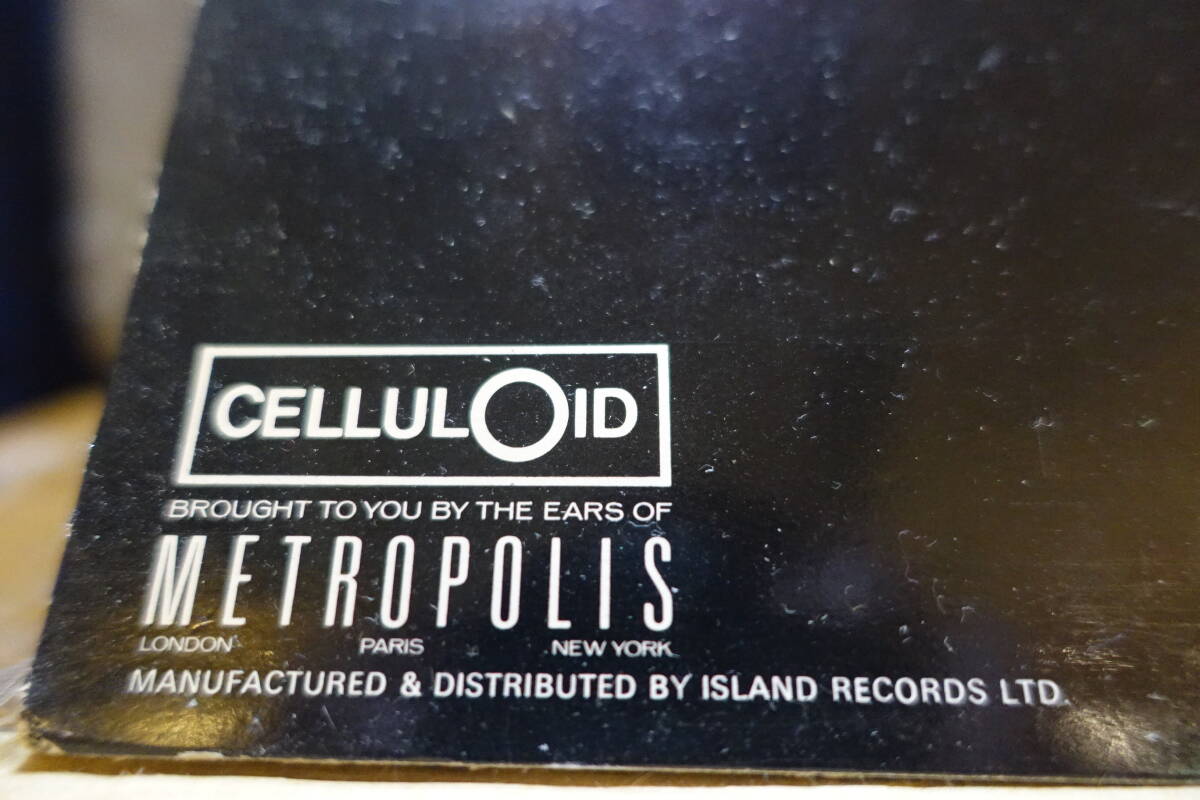 CELLULOID
BROUGHT TO YOU BY THE EARS OF
METROPOLIS
LONDON PARIS NEW YORK
MANUFACTURED & DISTRIBUTED BY ISLAND RECORDS LTD.